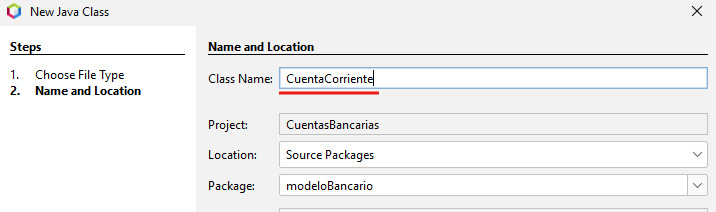 New Java Class
Steps
1. Choose File Type
2. Name and Location
Name and Location
Class Name: CuentaCorriente
Project: CuentasBancarias
Location: Source Packages
Package: modeloBancario